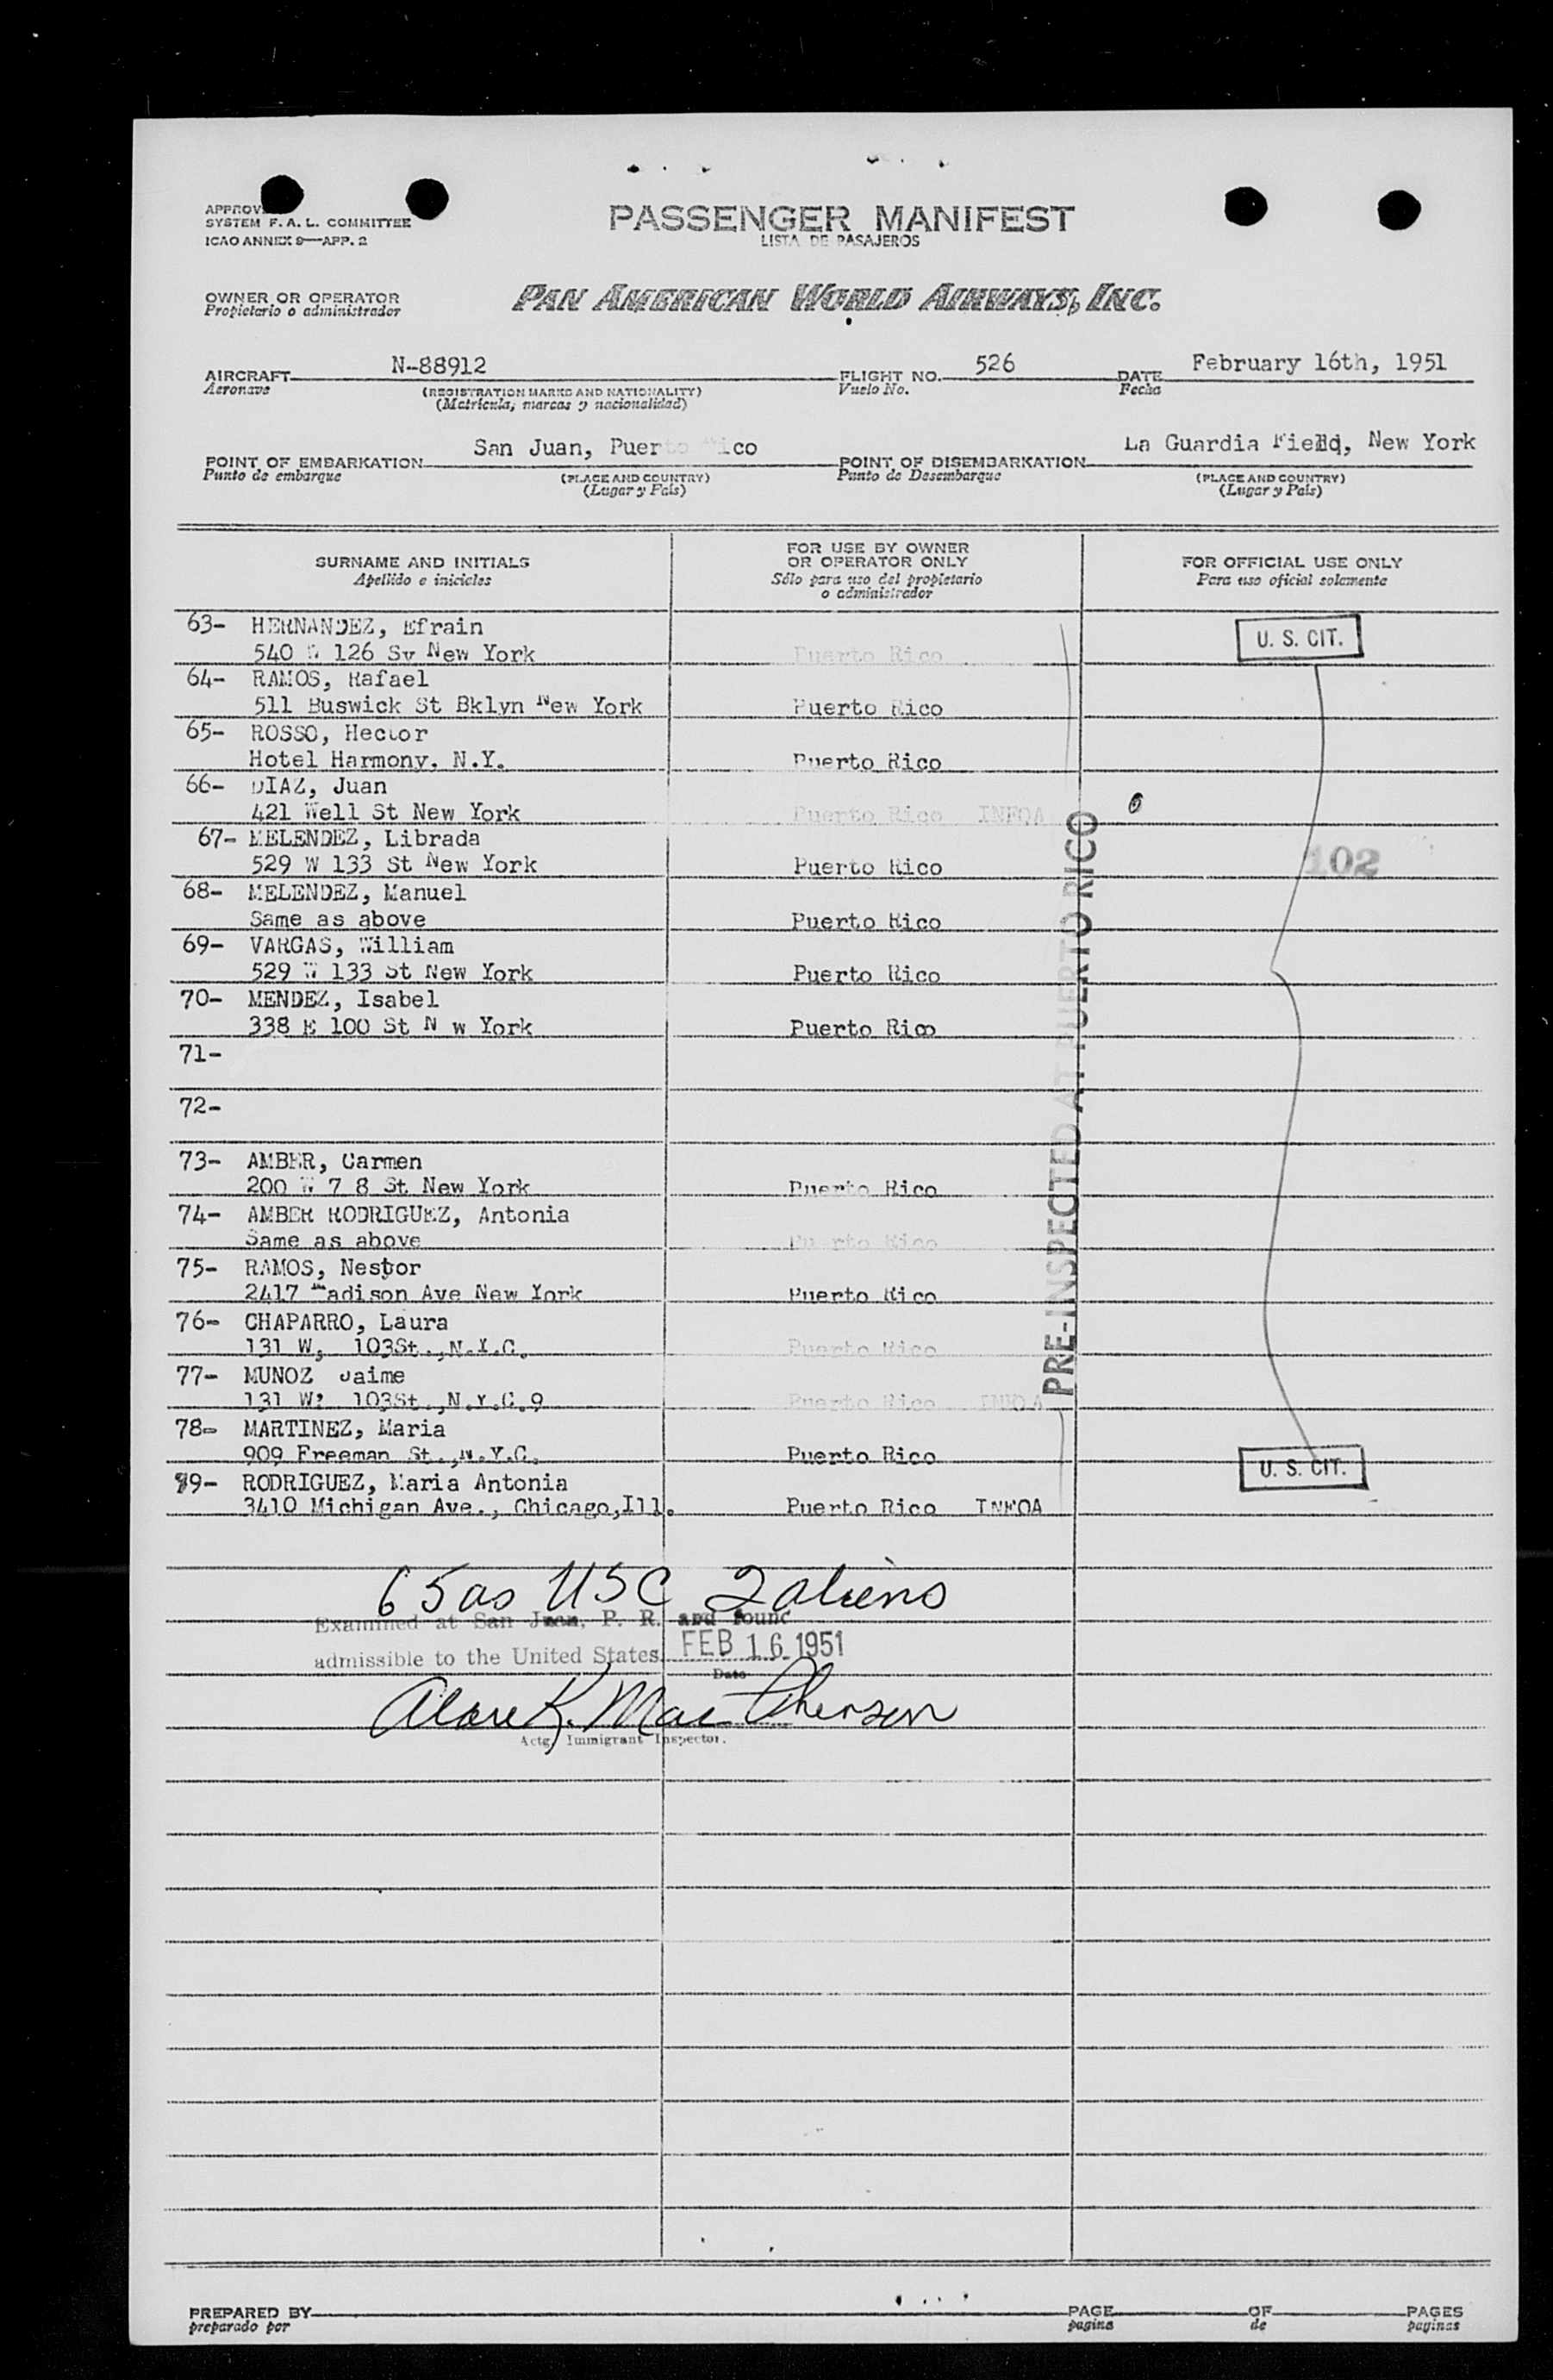 SYSTEM F. A. L. COMMITTEE
ICAO ANNEX 9—APP. 2
PASSENGER MANIFEST
LISTA DE PASAJEROS
OWNER OR OPERATOR
Propietario o administrador
PAN AMERICAN WORLD AIRWAYS, INC.
AIRCRAFT N-88912 FLIGHT NO. 526 DATE February 16th, 1951
Aeronave (REGISTRATION MARKS AND NATIONALITY) Vuelo No. Fecha
(Matricula, marcas y nacionalidad)
POINT OF EMBARKATION San Juan, Puerto Rico POINT OF DISEMBARKATION La Guardia Field, New York
Punto de embarque (PLACE AND COUNTRY) Punto de Desembarque (PLACE AND COUNTRY)
(Lugar y Pais) (Lugar y Pais)
SURNAME AND INITIALS FOR USE BY OWNER OR OPERATOR ONLY FOR OFFICIAL USE ONLY
Apellido e iniciales Sólo para uso del propietario o administrador Para uso oficial solamente
63- HERNANDEZ, Efrain U. S. CIT.
540 W 126 Sv New York Puerto Rico
64- RAMOS, Rafael
511 Buswick St Bklyn New York Puerto Rico
65- ROSSO, Hector
Hotel Harmony. N.Y. Puerto Rico
66- DIAZ, Juan
421 Well St New York Puerto Rico INFOA
67- MELENDEZ, Librada
529 W 133 St New York Puerto Rico 102
68- MELENDEZ, Manuel
Same as above Puerto Rico
69- VARGAS, William
529 W 133 St New York Puerto Rico
70- MENDEZ, Isabel
338 E 100 St N w York Puerto Rico
71-
72-
73- AMBER, Carmen
200 W 7 8 St New York Puerto Rico
74- AMBER RODRIGUEZ, Antonia
Same as above Pu rto Rico
75- RAMOS, Nestor
2417 Madison Ave New York Puerto Rico
76- CHAPARRO, Laura
131 W, 103St.,N.Y.C. Puerto Rico
77- MUNOZ Jaime
131 W? 103St.,N.Y.C.9 Puerto Rico INFOA
78- MARTINEZ, Maria
909 Freeman St.,N.Y.C. Puerto Rico U. S. CIT.
79- RODRIGUEZ, Maria Antonia
3410 Michigan Ave., Chicago,Ill. Puerto Rico INFOA
PRE-INSPECTED AT PUERTO RICO
65 as USC 2 aliens
Examined at San Juan, P. R. and found
admissible to the United States FEB 16 1951
Date
K. MacPherson
Actg. Immigrant Inspector.
PREPARED BY PAGE OF PAGES
preparado por pagina de paginas